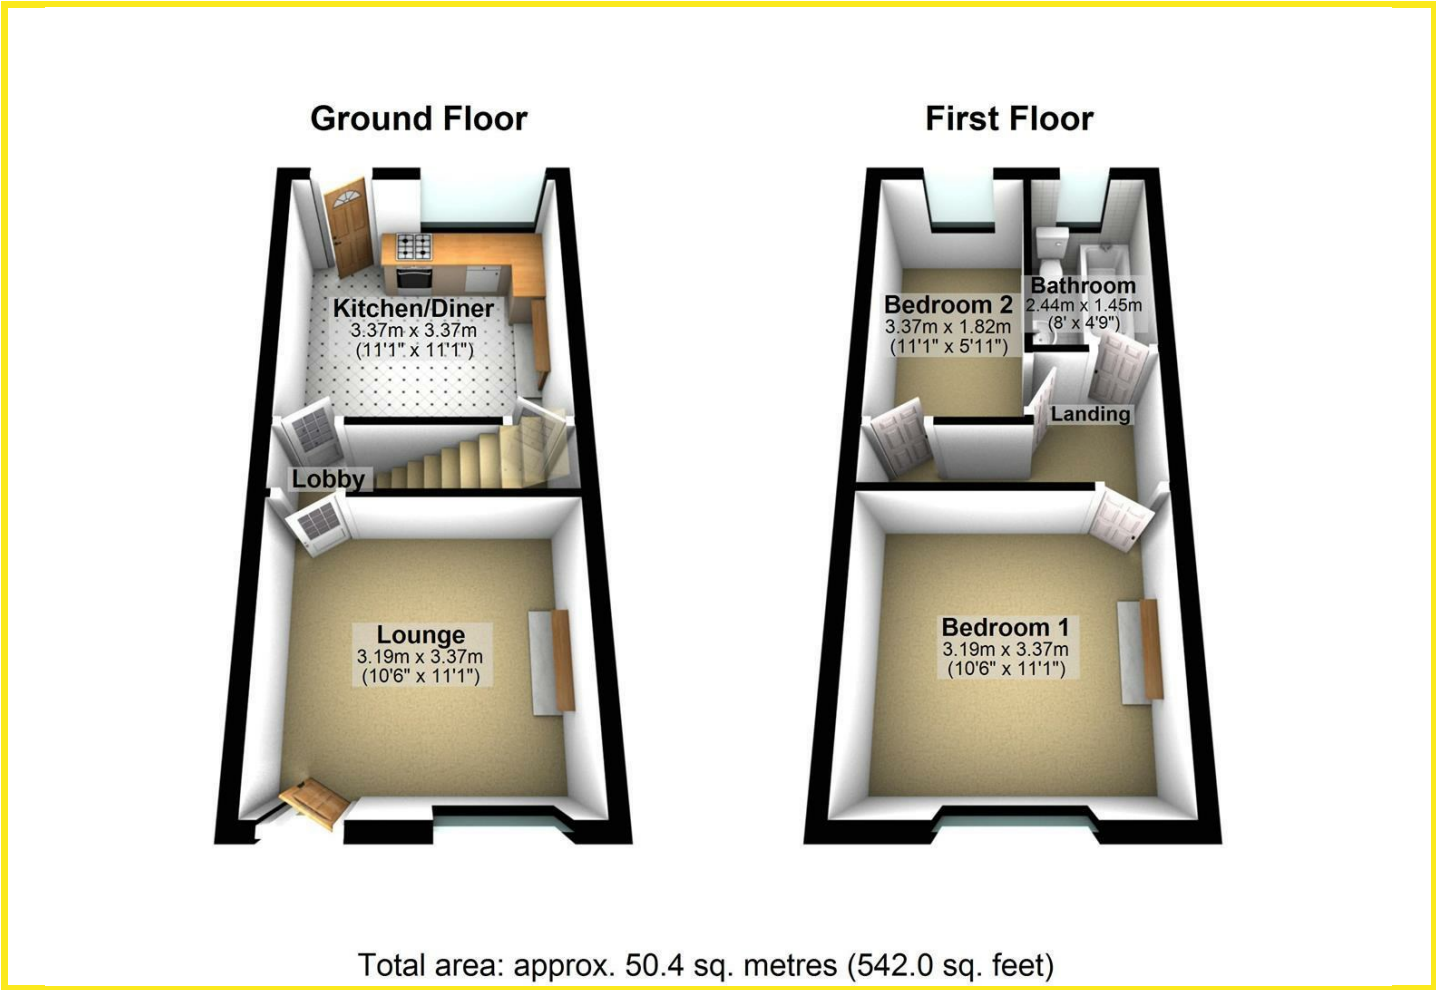 Ground Floor
First Floor
Kitchen/Diner
3.37m x 3.37m
(11'1" x 11'1")
Lobby
Lounge
3.19m x 3.37m
(10'6" x 11'1")
Bedroom 2
3.37m x 1.82m
(11'1" x 5'11")
Bathroom
2.44m x 1.45m
(8' x 4'9")
Landing
Bedroom 1
3.19m x 3.37m
(10'6" x 11'1")
Total area: approx. 50.4 sq. metres (542.0 sq. feet)